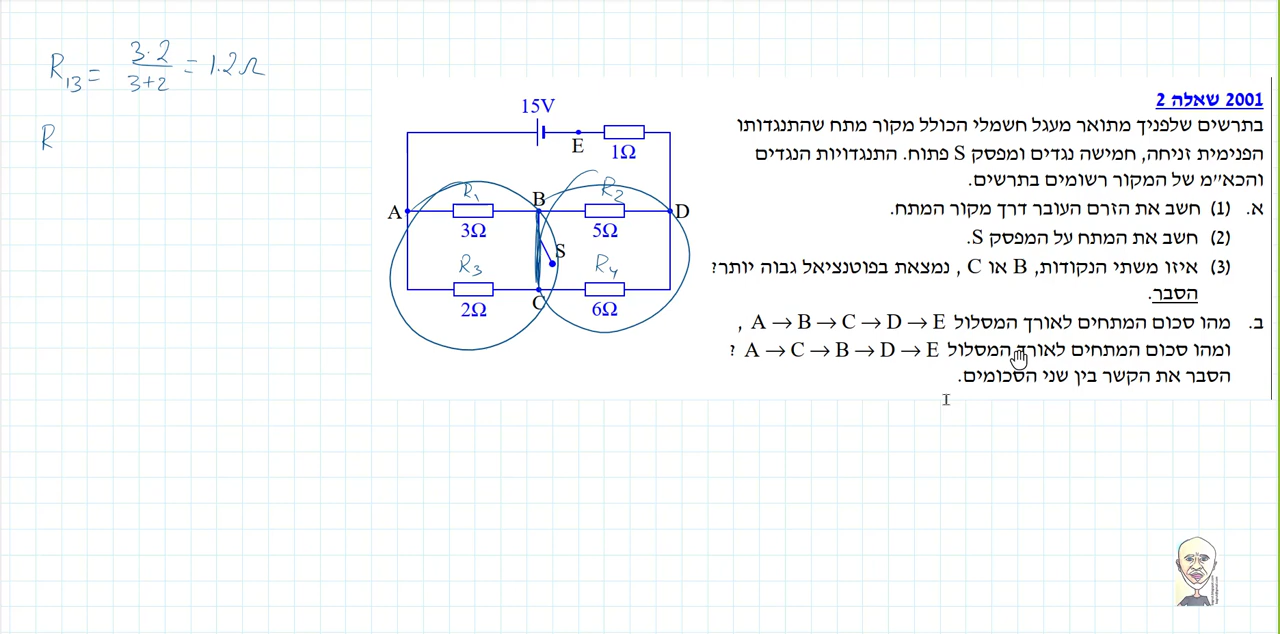 R₁₃ = 3·2 / 3+2 = 1.2Ω
R
15V
E
1Ω
A
R₁
3Ω
B
R₂
5Ω
D
S
R₃
2Ω
C
R₄
6Ω
2001 שאלה 2
בתרשים שלפניך מתואר מעגל חשמלי הכולל מקור מתח שהתנגדותו
הפנימית זניחה, חמישה נגדים ומפסק S פתוח. התנגדויות הנגדים
והכא"מ של המקור רשומים בתרשים.
א. (1) חשב את הזרם העובר דרך מקור המתח.
(2) חשב את המתח על המפסק S.
(3) איזו משתי הנקודות, B או C , נמצאת בפוטנציאל גבוה יותר?
הסבר.
ב. מהו סכום המתחים לאורך המסלול A → B → C → D → E ,
ומהו סכום המתחים לאורך המסלול A → C → B → D → E ?
הסבר את הקשר בין שני הסכומים.